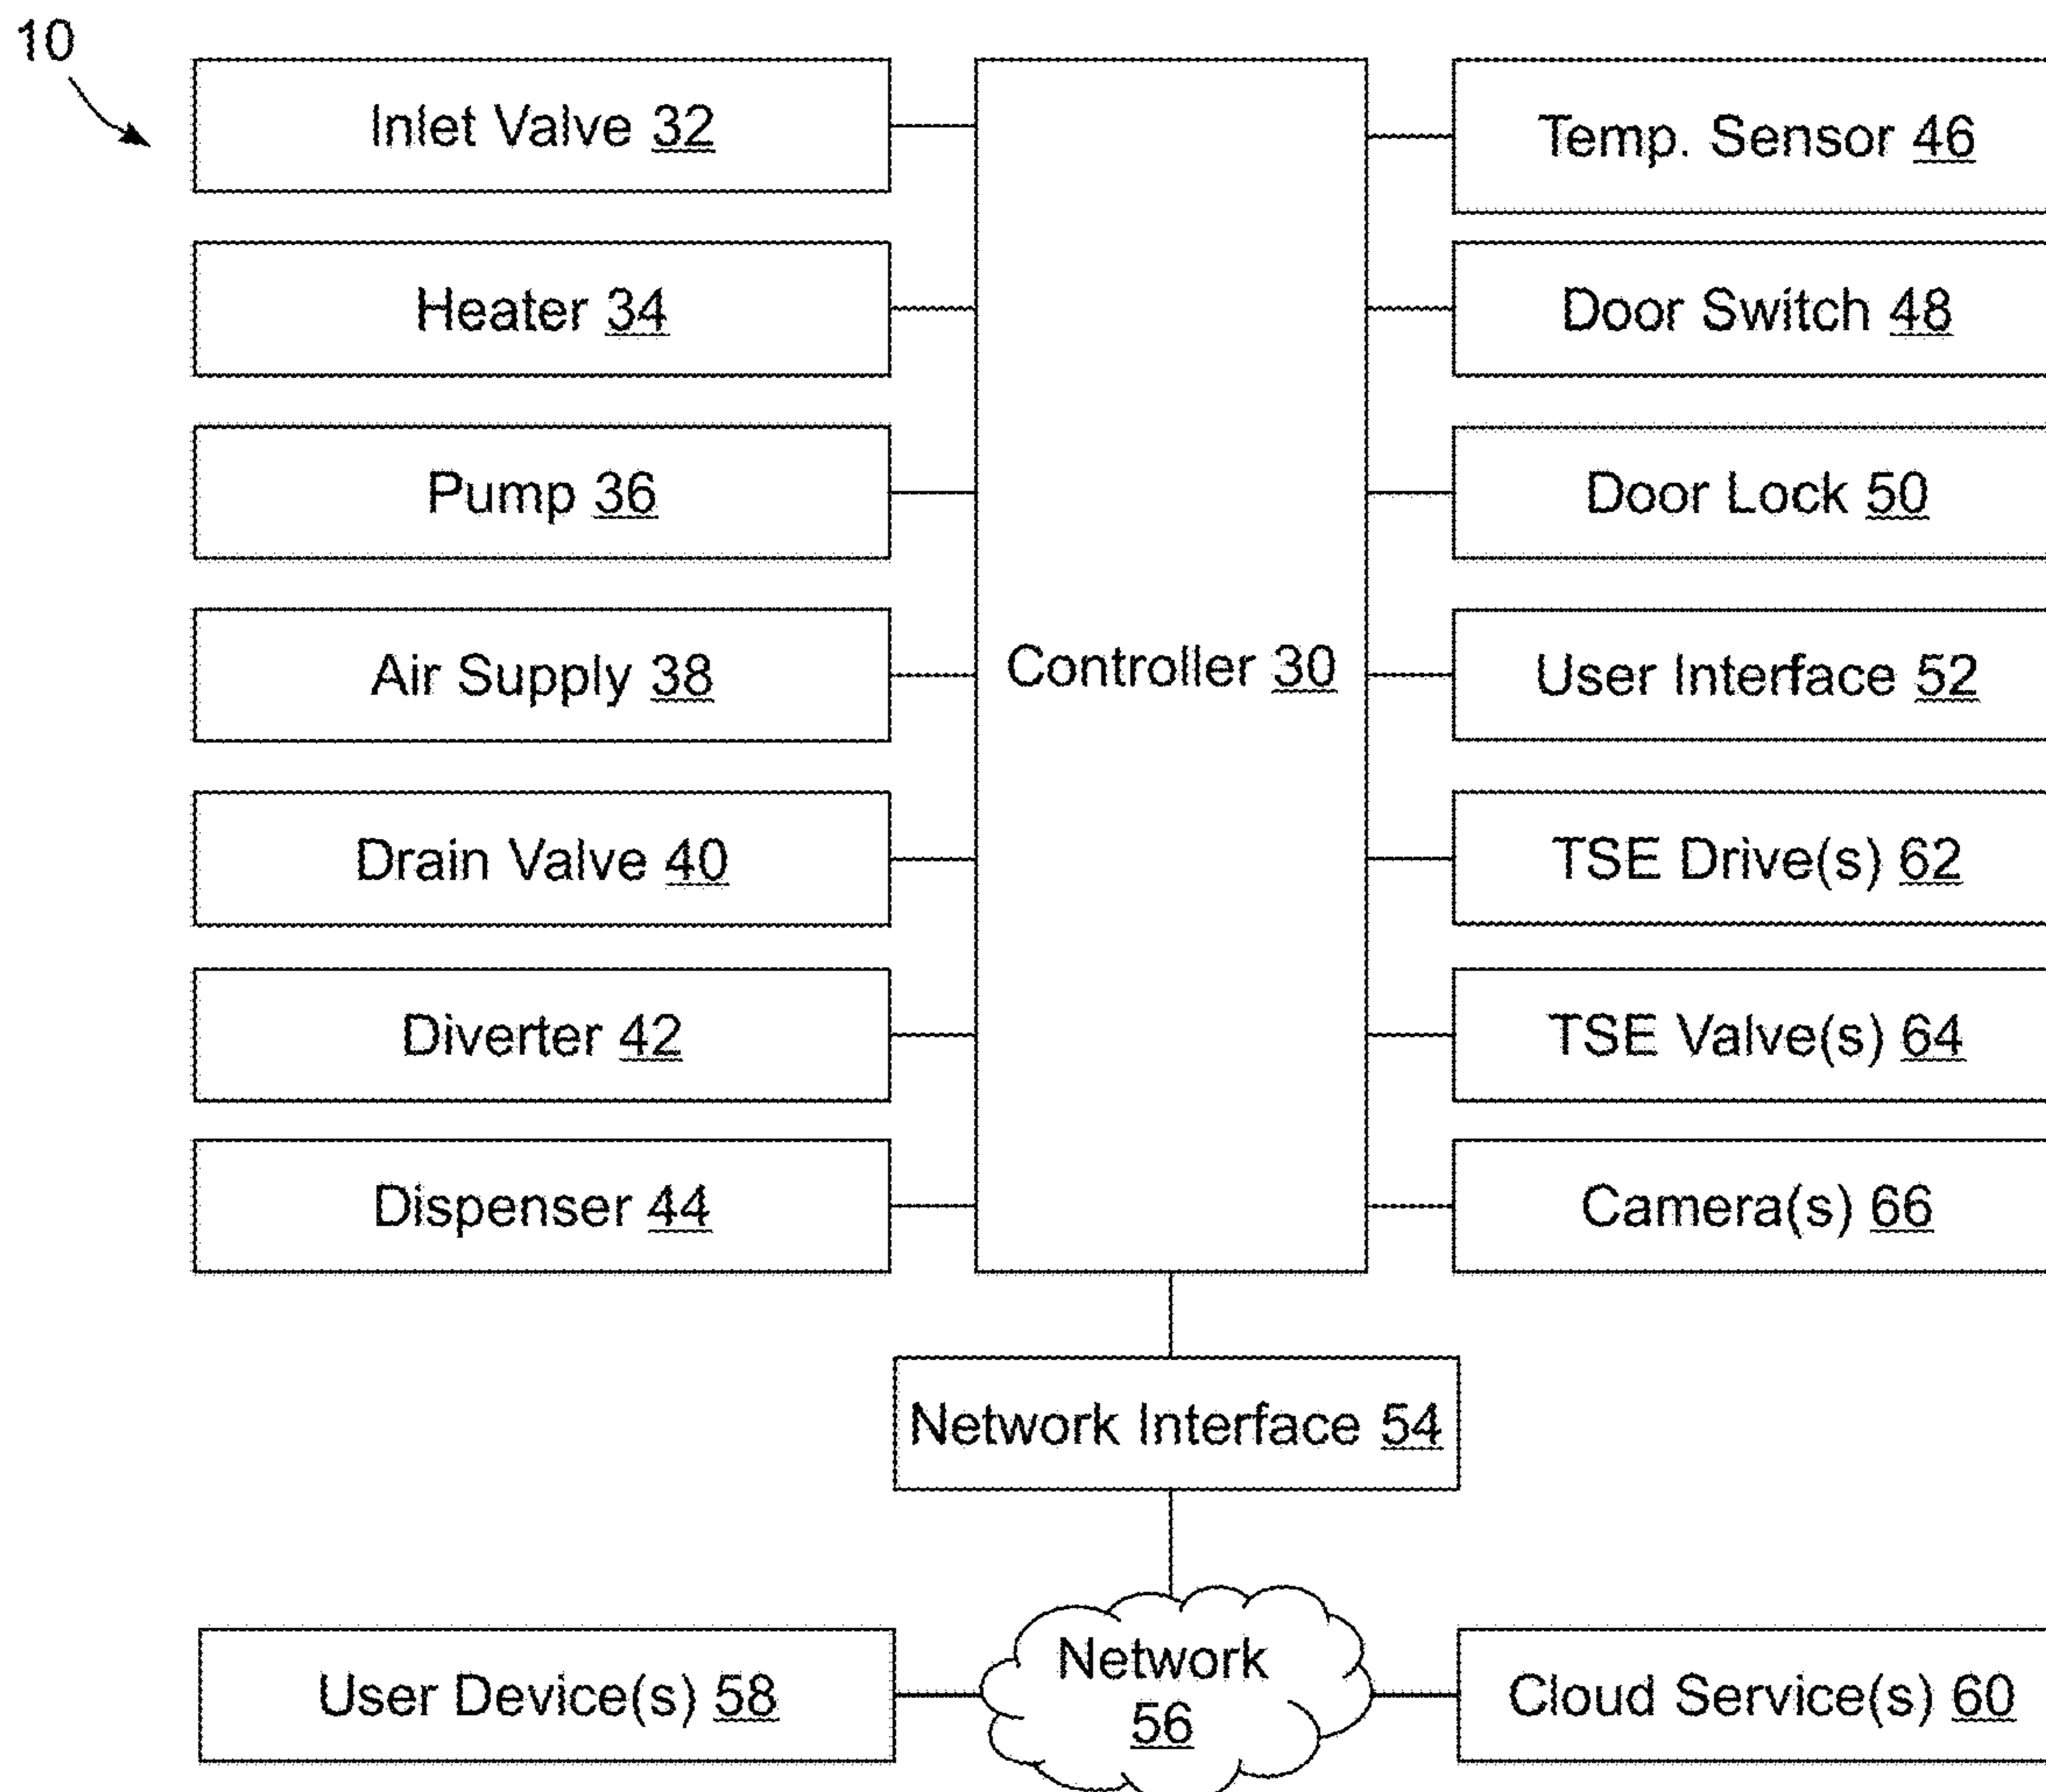 10
Inlet Valve 32
Heater 34
Pump 36
Air Supply 38
Drain Valve 40
Diverter 42
Dispenser 44
Controller 30
Temp. Sensor 46
Door Switch 48
Door Lock 50
User Interface 52
TSE Drive(s) 62
TSE Valve(s) 64
Camera(s) 66
Network Interface 54
User Device(s) 58
Network
56
Cloud Service(s) 60